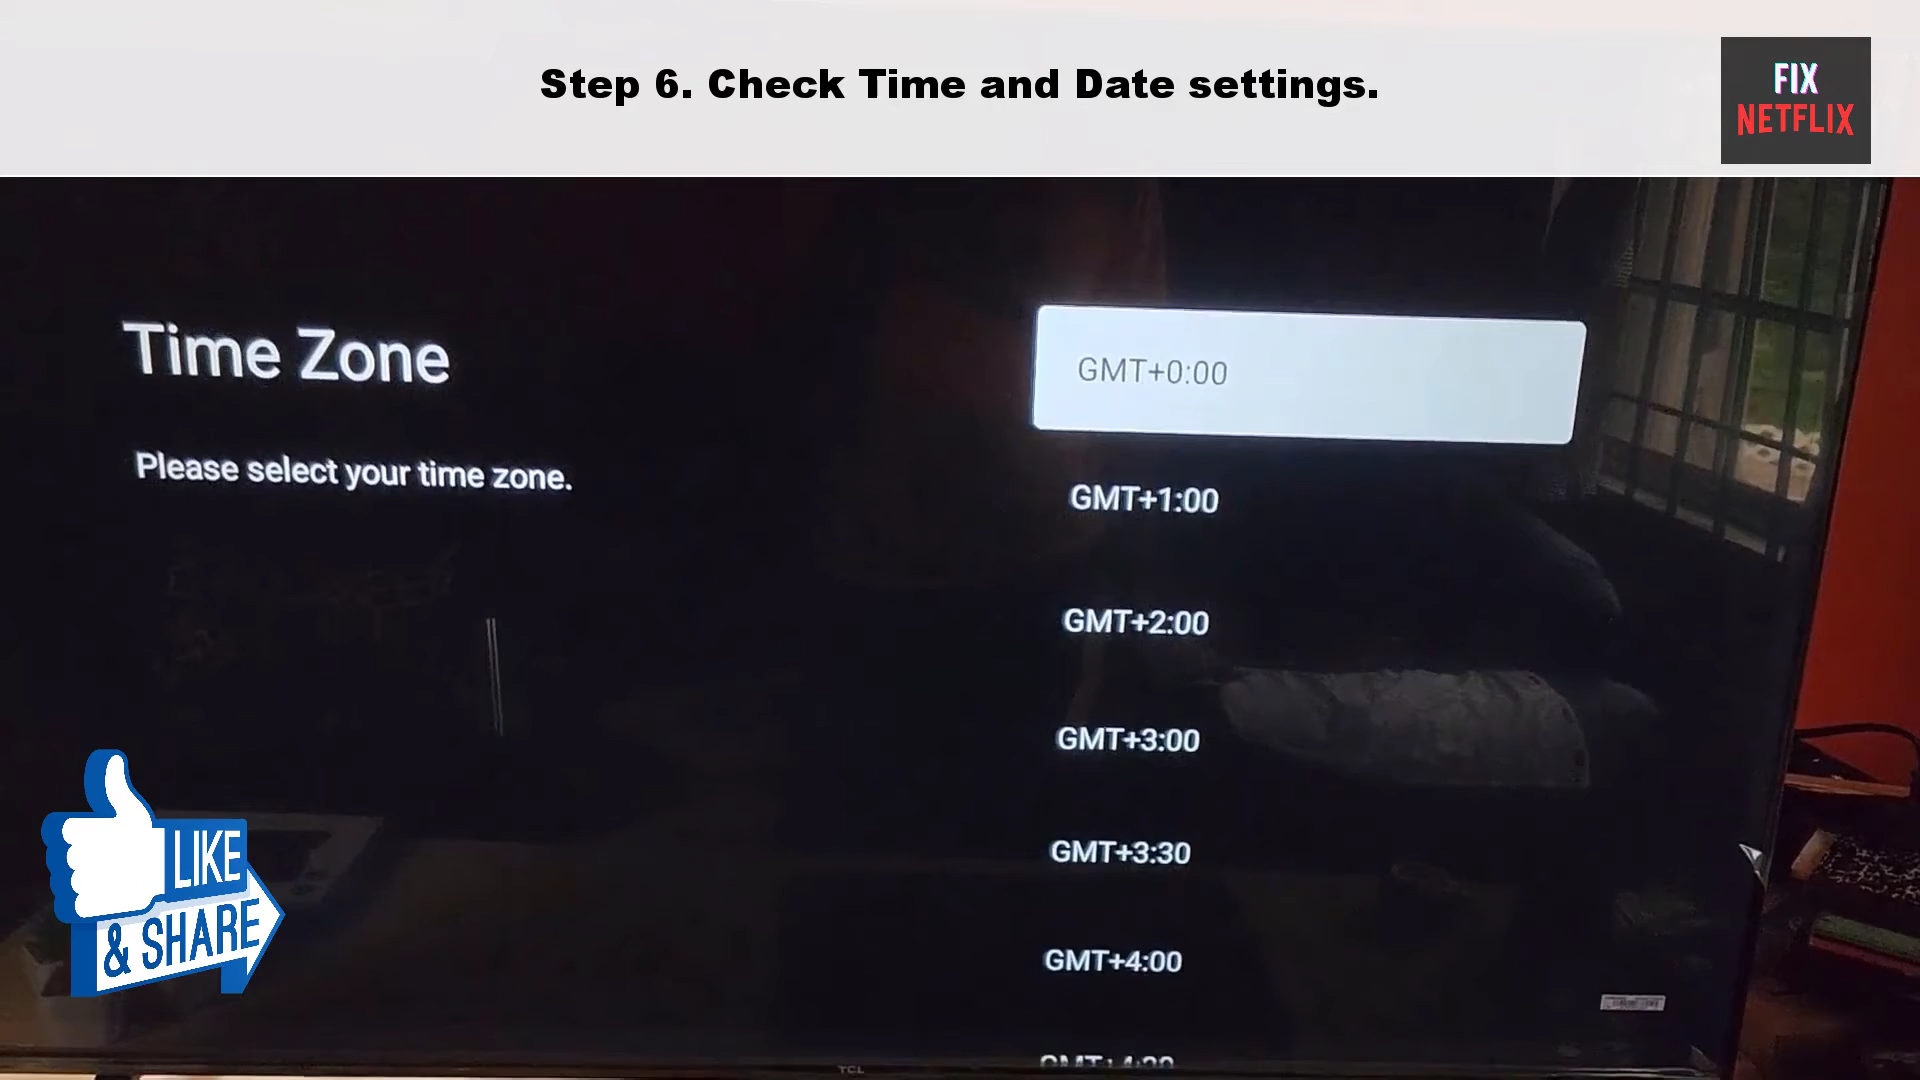 Step 6. Check Time and Date settings.
FIX
NETFLIX
Time Zone
Please select your time zone.
GMT+0:00
GMT+1:00
GMT+2:00
GMT+3:00
GMT+3:30
GMT+4:00
LIKE
& SHARE
TCL